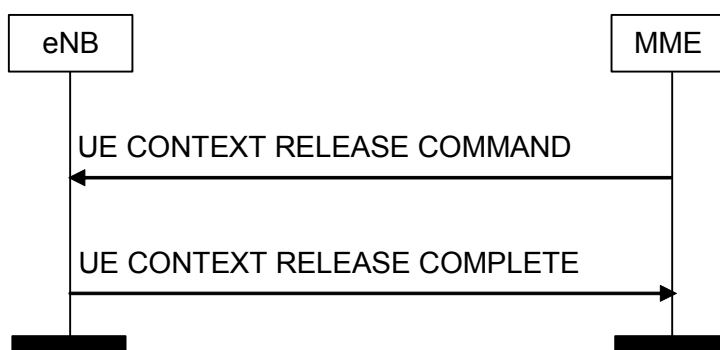 eNB
MME
UE CONTEXT RELEASE COMMAND
UE CONTEXT RELEASE COMPLETE